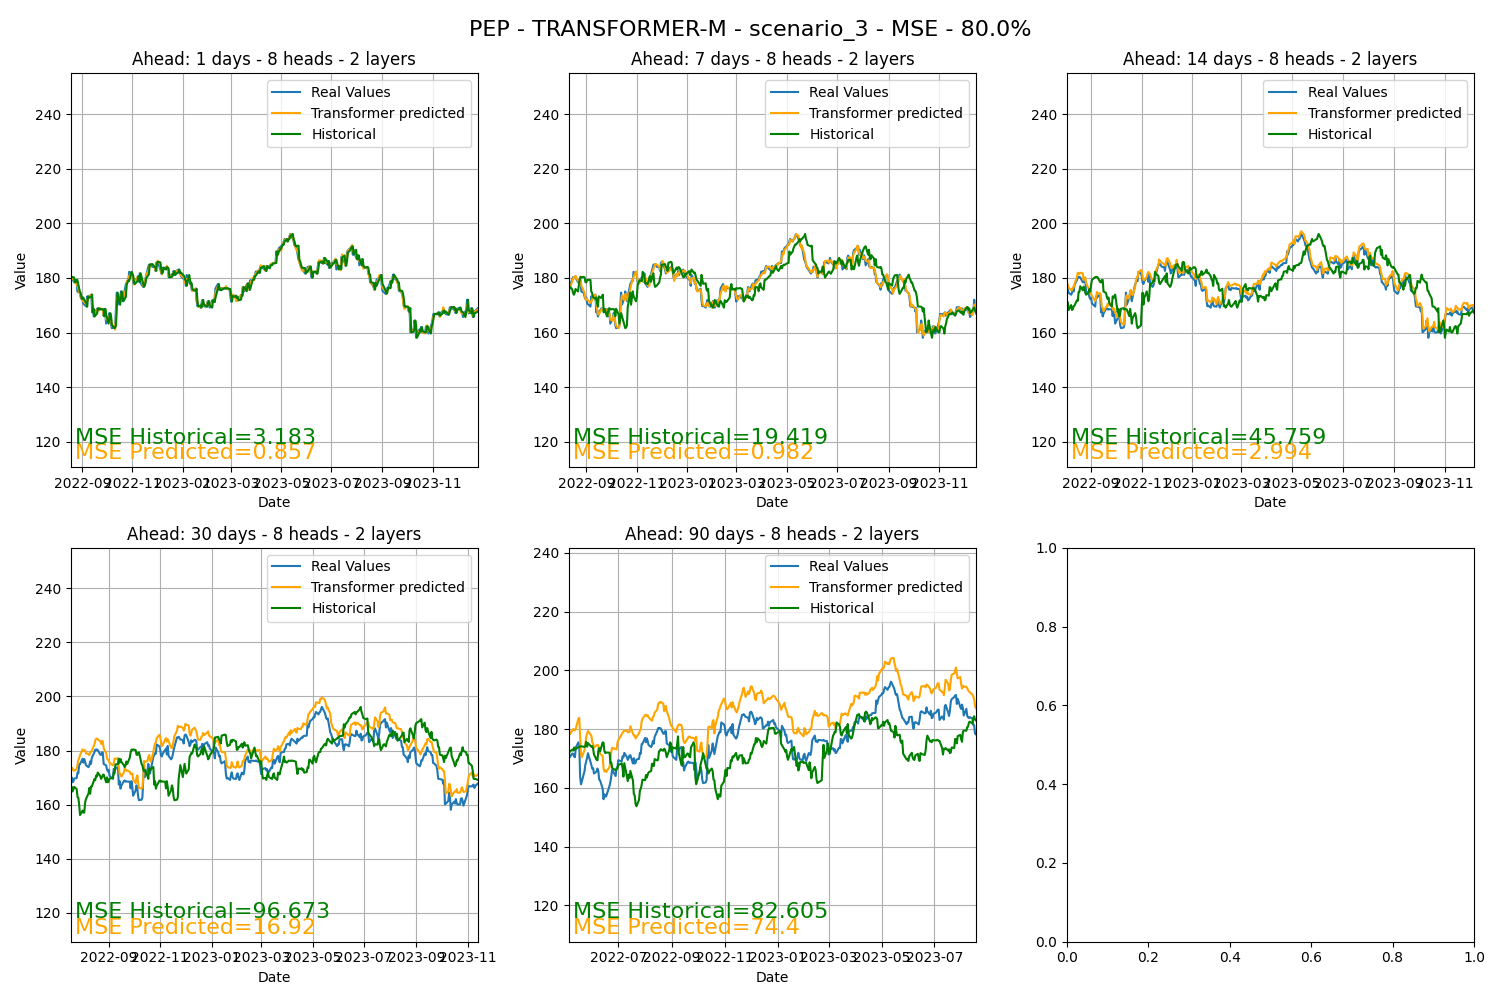 PEP - TRANSFORMER-M - scenario_3 - MSE - 80.0%
Ahead: 1 days - 8 heads - 2 layers
Real Values
Transformer predicted
Historical
Value
240
220
200
180
160
140
120
MSE Historical=3.183
MSE Predicted=0.857
2022-09 2022-11 2023-01 2023-03 2023-05 2023-07 2023-09 2023-11
Date
Ahead: 7 days - 8 heads - 2 layers
Real Values
Transformer predicted
Historical
Value
240
220
200
180
160
140
120
MSE Historical=19.419
MSE Predicted=0.982
2022-09 2022-11 2023-01 2023-03 2023-05 2023-07 2023-09 2023-11
Date
Ahead: 14 days - 8 heads - 2 layers
Real Values
Transformer predicted
Historical
Value
240
220
200
180
160
140
120
MSE Historical=45.759
MSE Predicted=2.994
2022-09 2022-11 2023-01 2023-03 2023-05 2023-07 2023-09 2023-11
Date
Ahead: 30 days - 8 heads - 2 layers
Real Values
Transformer predicted
Historical
Value
240
220
200
180
160
140
120
MSE Historical=96.673
MSE Predicted=16.92
2022-09 2022-11 2023-01 2023-03 2023-05 2023-07 2023-09 2023-11
Date
Ahead: 90 days - 8 heads - 2 layers
Real Values
Transformer predicted
Historical
Value
240
220
200
180
160
140
120
MSE Historical=82.605
MSE Predicted=74.4
2022-07 2022-09 2022-11 2023-01 2023-03 2023-05 2023-07
Date
1.0
0.8
0.6
0.4
0.2
0.0
0.0 0.2 0.4 0.6 0.8 1.0